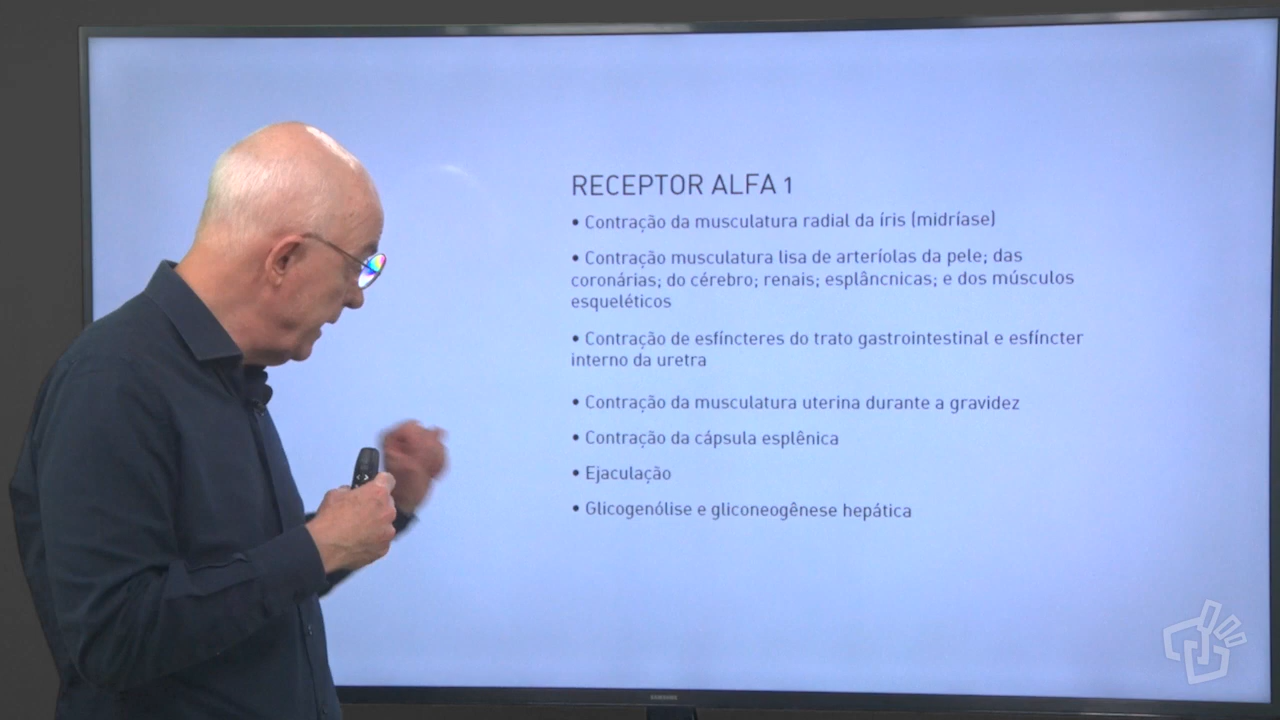 RECEPTOR ALFA 1
• Contração da musculatura radial da íris (midríase)
• Contração musculatura lisa de arteríolas da pele; das
coronárias; do cérebro; renais; esplâncnicas; e dos músculos
esqueléticos
• Contração de esfíncteres do trato gastrointestinal e esfíncter
interno da uretra
• Contração da musculatura uterina durante a gravidez
• Contração da cápsula esplênica
• Ejaculação
• Glicogenólise e gliconeogênese hepática
SAMSUNG